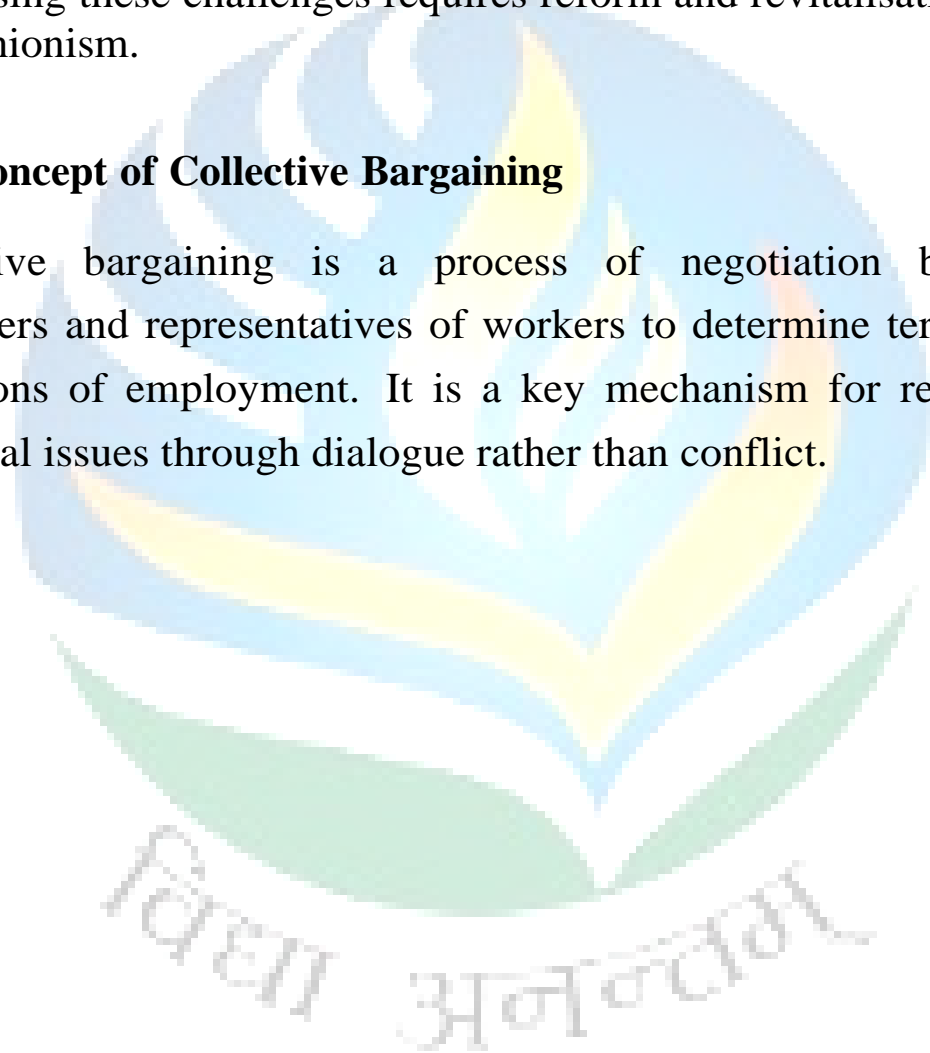 sing these challenges requires reform and revitalisati
nionism.
oncept of Collective Bargaining
ive bargaining is a process of negotiation b
ers and representatives of workers to determine ter
ons of employment. It is a key mechanism for re
al issues through dialogue rather than conflict.
विद्या अनन्तम्